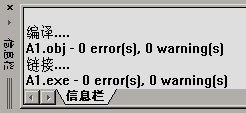 编译....
A1.obj - 0 error(s), 0 warning(s)
链接....
A1.exe - 0 error(s), 0 warning(s)
信息栏
信息栏